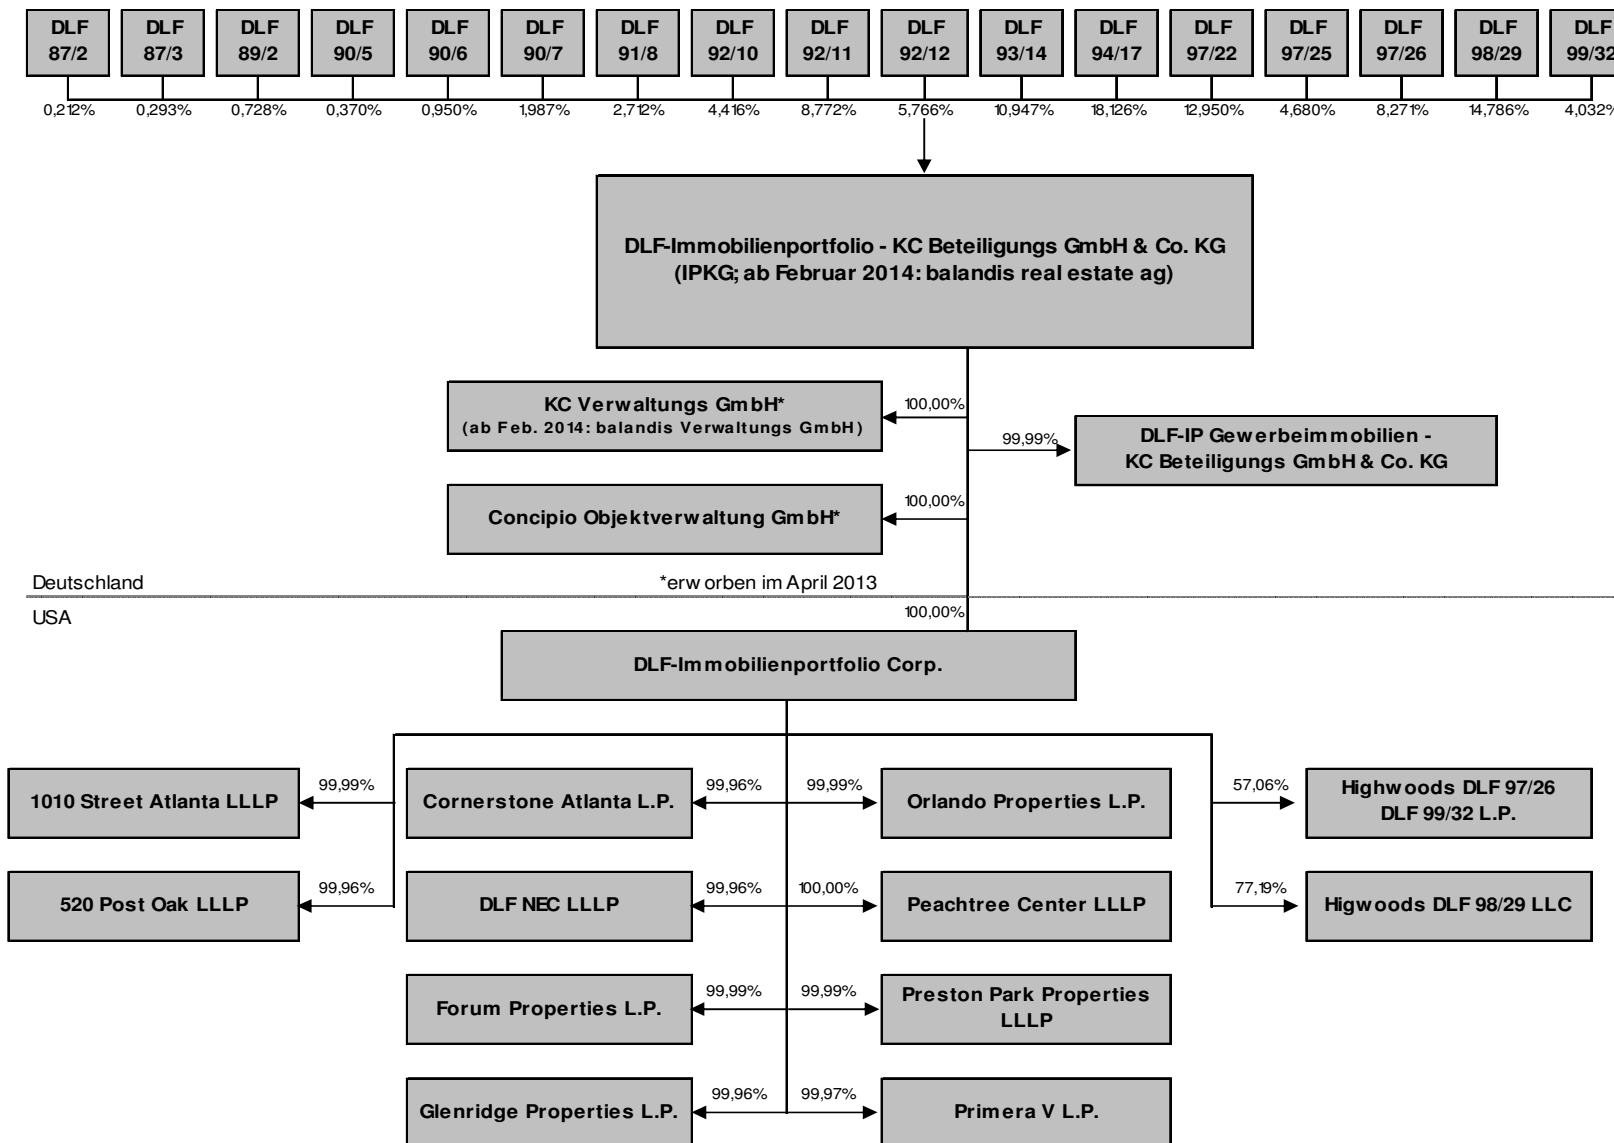 DLF DLF DLF DLF DLF DLF DLF DLF DLF DLF DLF DLF DLF DLF DLF DLF DLF
87/2 87/3 89/2 90/5 90/6 90/7 91/8 92/10 92/11 92/12 93/14 94/17 97/22 97/25 97/26 98/29 99/32
0,212% 0,293% 0,728% 0,370% 0,950% 1,987% 2,712% 4,416% 8,772% 5,766% 10,947% 18,126% 12,950% 4,680% 8,271% 14,786% 4,032%
DLF-Immobilienportfolio - KC Beteiligungs GmbH & Co. KG
(IPKG; ab Februar 2014: balandis real estate ag)
KC Verwaltungs GmbH*
(ab Feb. 2014: balandis Verwaltungs GmbH)
100,00%
99,99%
DLF-IP Gewerbeimmobilien -
KC Beteiligungs GmbH & Co. KG
Concipio Objektverwaltung GmbH*
100,00%
Deutschland
*erworben im April 2013
USA
100,00%
DLF-Immobilienportfolio Corp.
1010 Street Atlanta LLLP
99,99%
Cornerstone Atlanta L.P.
99,96%
99,99%
Orlando Properties L.P.
57,06%
Highwoods DLF 97/26
DLF 99/32 L.P.
520 Post Oak LLLP
99,96%
DLF NEC LLLP
99,96%
100,00%
Peachtree Center LLLP
77,19%
Higwoods DLF 98/29 LLC
Forum Properties L.P.
99,99%
99,99%
Preston Park Properties
LLLP
Glenridge Properties L.P.
99,96%
99,97%
Primera V L.P.